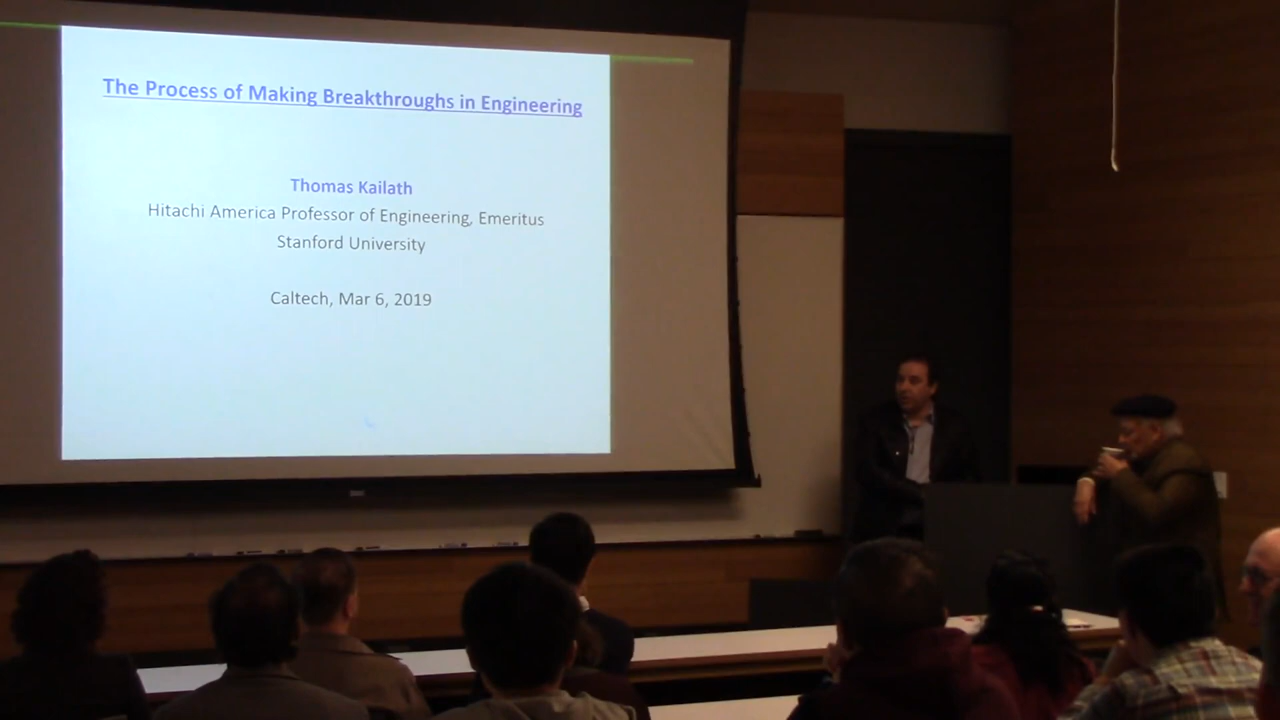 The Process of Making Breakthroughs in Engineering
Thomas Kailath
Hitachi America Professor of Engineering, Emeritus
Stanford University
Caltech, Mar 6, 2019